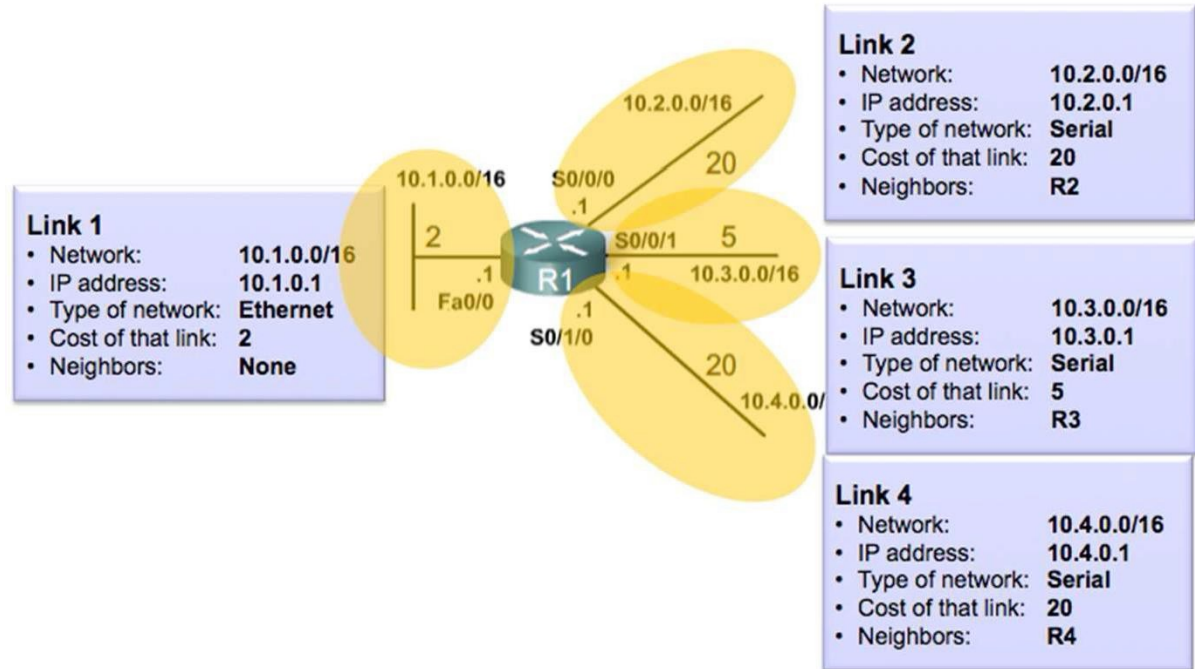 Link 1
• Network: 10.1.0.0/16
• IP address: 10.1.0.1
• Type of network: Ethernet
• Cost of that link: 2
• Neighbors: None
10.1.0.0/16
2
.1
Fa0/0
R1
S0/0/0
.1
10.2.0.0/16
20
S0/0/1
.1
5
10.3.0.0/16
.1
S0/1/0
20
10.4.0.0/
Link 2
• Network: 10.2.0.0/16
• IP address: 10.2.0.1
• Type of network: Serial
• Cost of that link: 20
• Neighbors: R2
Link 3
• Network: 10.3.0.0/16
• IP address: 10.3.0.1
• Type of network: Serial
• Cost of that link: 5
• Neighbors: R3
Link 4
• Network: 10.4.0.0/16
• IP address: 10.4.0.1
• Type of network: Serial
• Cost of that link: 20
• Neighbors: R4